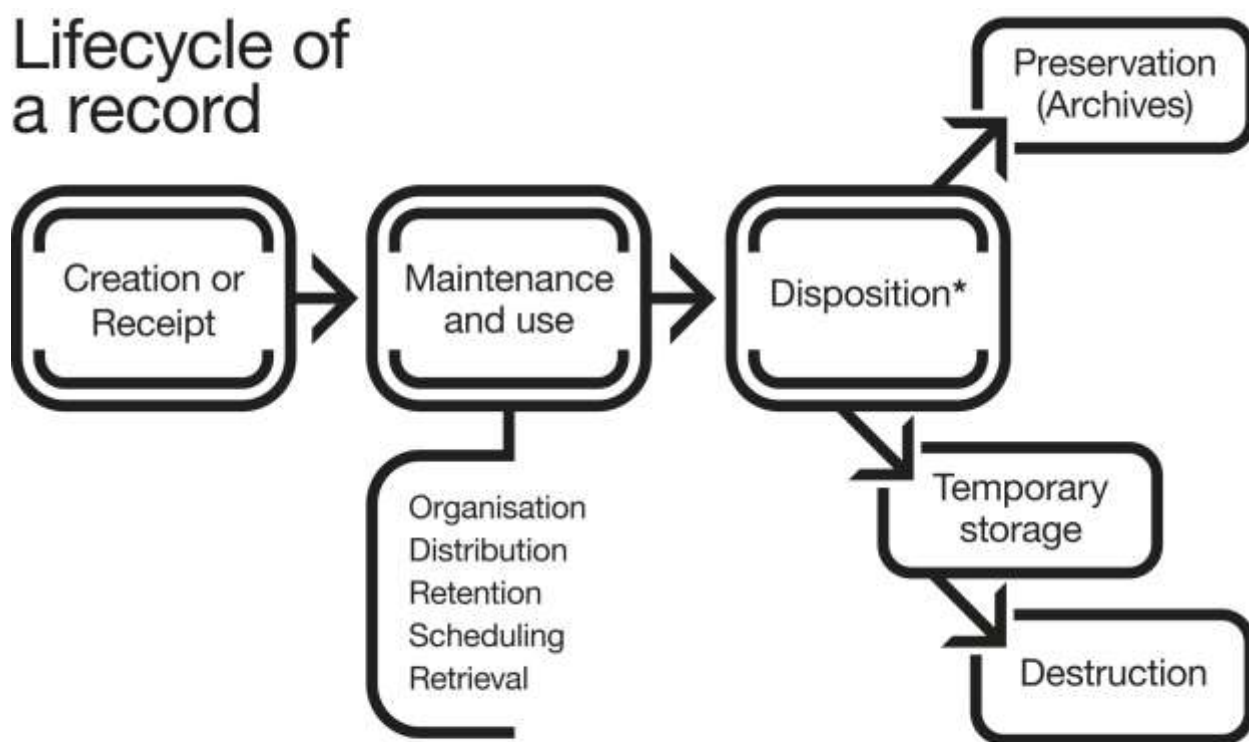 Lifecycle of
a record
Creation or
Receipt
Maintenance
and use
Organisation
Distribution
Retention
Scheduling
Retrieval
Disposition*
Preservation
(Archives)
Temporary
storage
Destruction